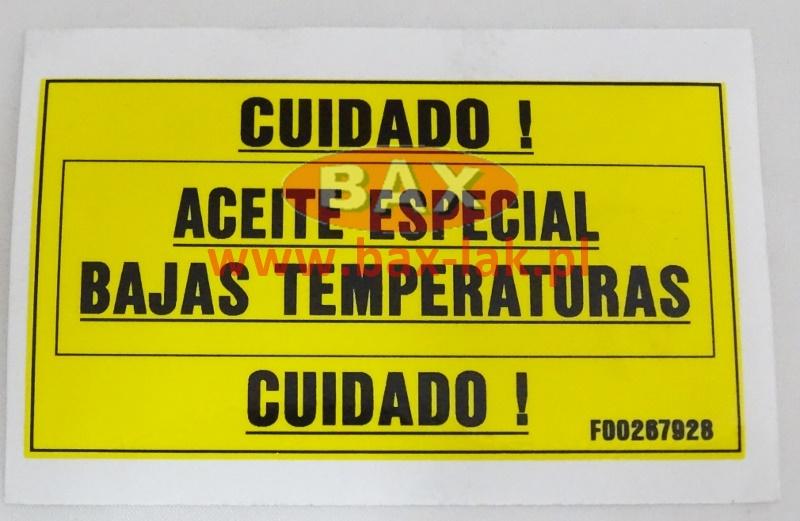 CUIDADO !
BAX
ACEITE ESPECIAL
www.bax-lak.pl
BAJAS TEMPERATURAS
CUIDADO !
F00267928